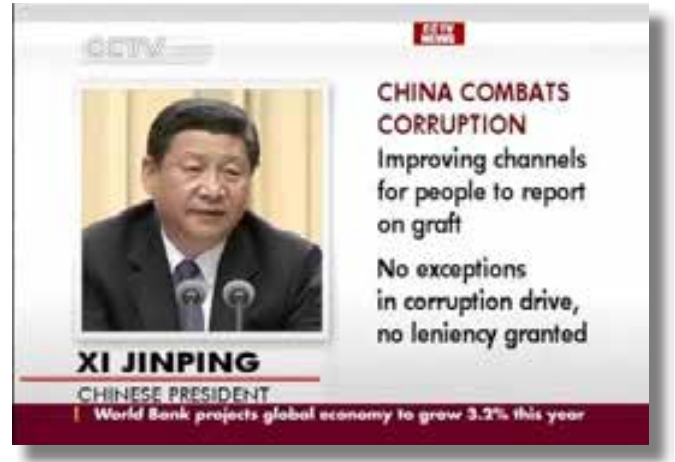 CCTV
CCTV
NEWS
CHINA COMBATS
CORRUPTION
Improving channels
for people to report
on graft
No exceptions
in corruption drive,
no leniency granted
XI JINPING
CHINESE PRESIDENT
World Bank projects global economy to grow 3.2% this year